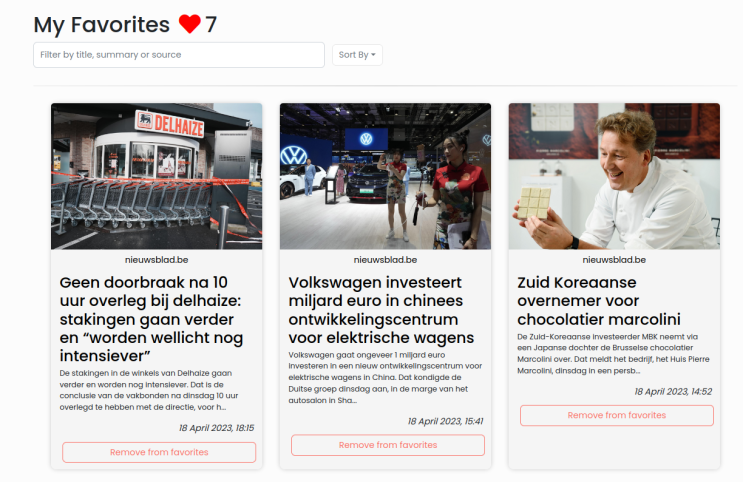 My Favorites 7
Filter by title, summary or source
Sort By
DELHAIZE
nieuwsblad.be
Geen doorbraak na 10
uur overleg bij delhaize:
stakingen gaan verder
en “worden wellicht nog
intensiever”
De stakingen in de winkels van Delhaize gaan
verder en worden nog intensiever. Dat is de
conclusie van de vakbonden na dinsdag 10 uur
overlegd te hebben met de directie, voor h...
18 April 2023, 18:15
Remove from favorites
nieuwsblad.be
Volkswagen investeert
miljard euro in chinees
ontwikkelingscentrum
voor elektrische wagens
Volkswagen gaat ongeveer 1 miljard euro
investeren in een nieuw ontwikkelingscentrum voor
elektrische wagens in China. Dat kondigde de
Duitse groep dinsdag aan, in de marge van het
autosalon in Sha...
18 April 2023, 15:41
Remove from favorites
nieuwsblad.be
Zuid Koreaanse
overnemer voor
chocolatier marcolini
De Zuid-Koreaanse investeerder MBK neemt via
een Japanse dochter de Brusselse chocolatier
Marcolini over. Dat meldt het bedrijf, het Huis Pierre
Marcolini, dinsdag in een persb...
18 April 2023, 14:52
Remove from favorites